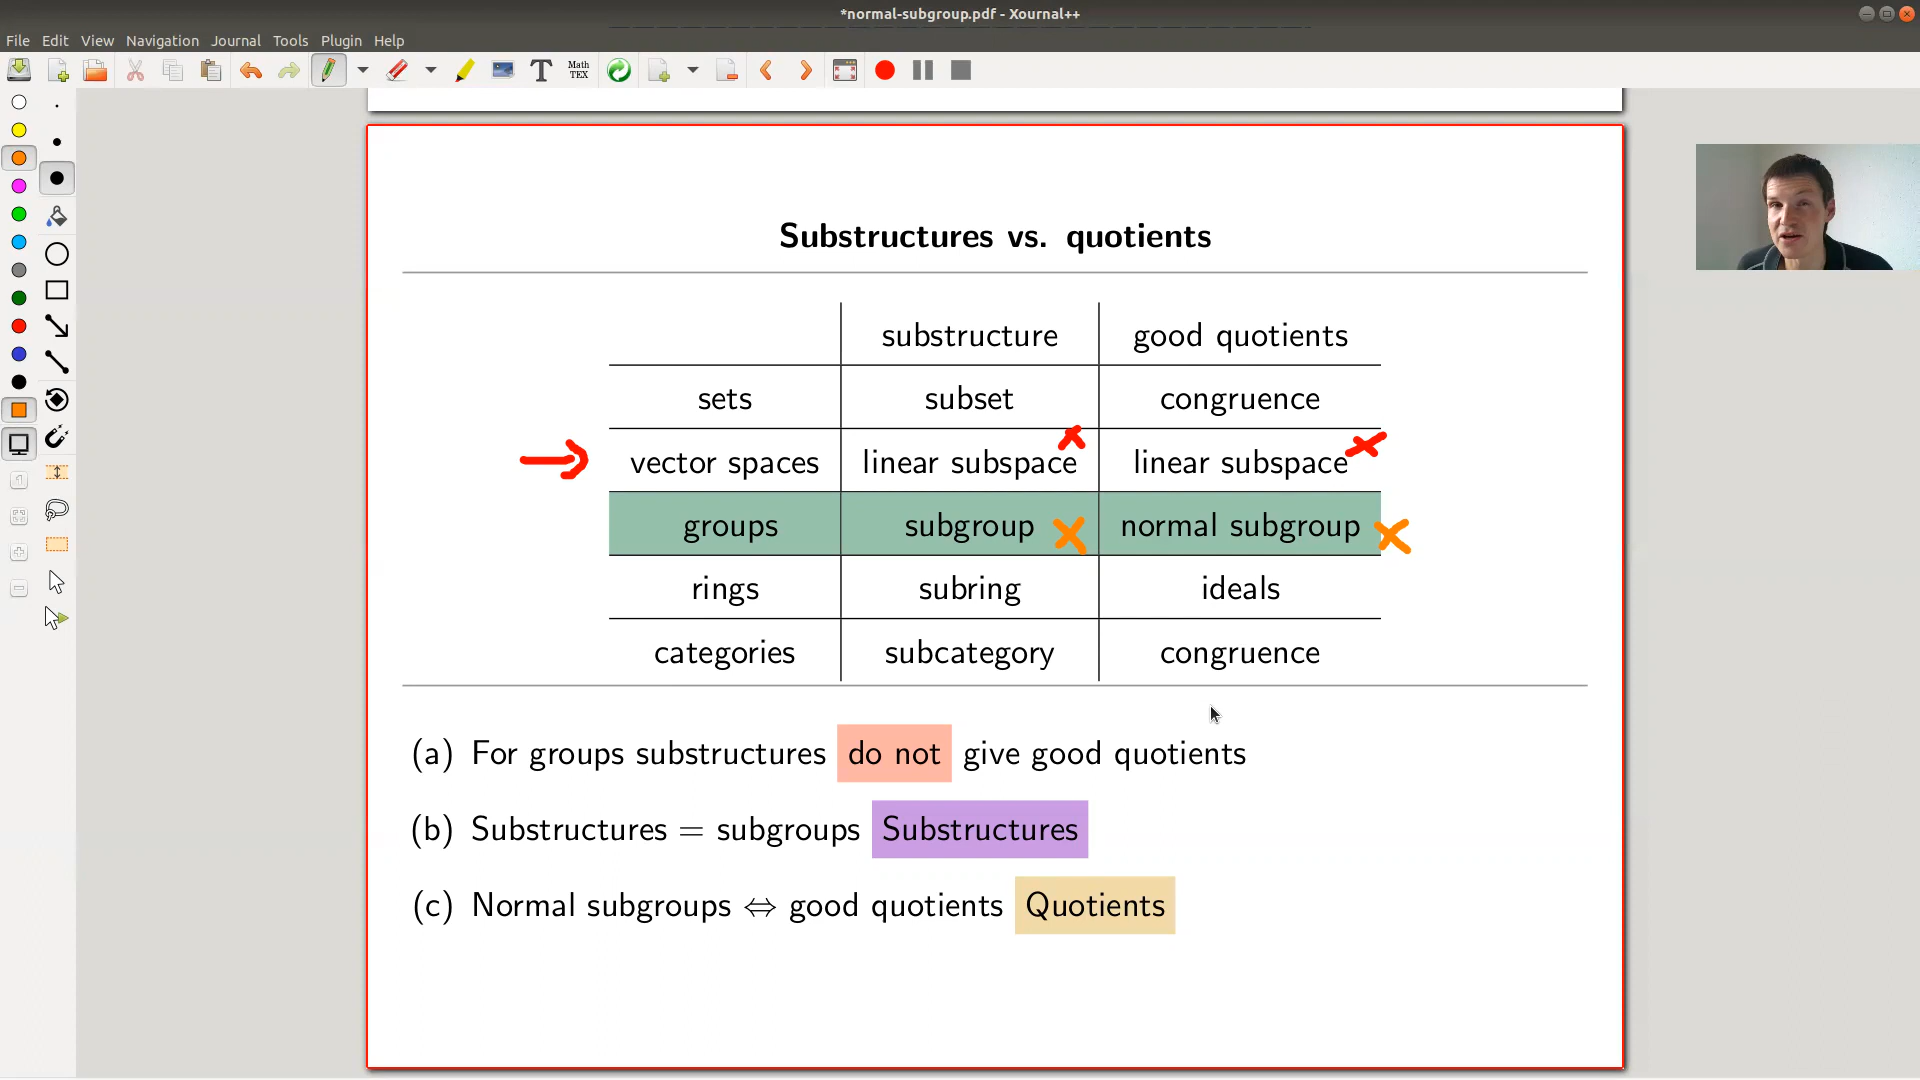 *normal-subgroup.pdf - Xournal++
File Edit View Navigation Journal Tools Plugin Help
Math
TEX
Substructures vs. quotients
substructure good quotients
sets subset congruence
vector spaces linear subspace linear subspace
groups subgroup normal subgroup
rings subring ideals
categories subcategory congruence
(a) For groups substructures do not give good quotients
(b) Substructures = subgroups Substructures
(c) Normal subgroups ⇔ good quotients Quotients